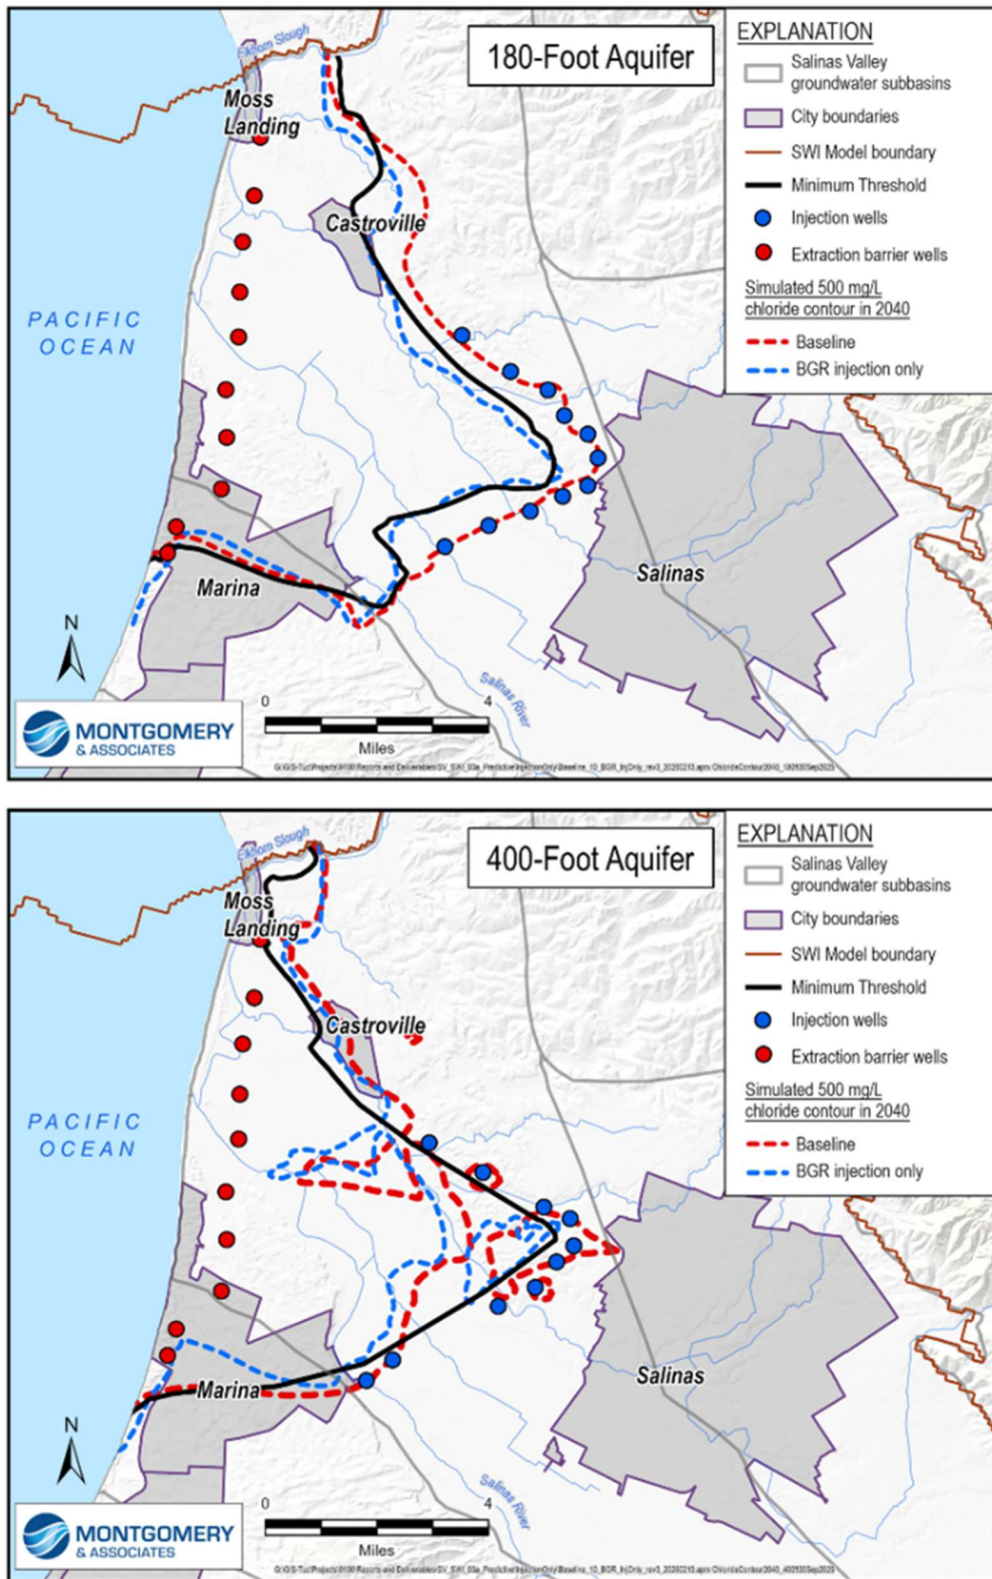 180-Foot Aquifer
Elkhorn Slough
Moss
Landing
Castroville
PACIFIC
OCEAN
Marina
Salinas
Salinas River
N
MONTGOMERY
& ASSOCIATES
0
4
Miles
EXPLANATION
Salinas Valley
groundwater subbasins
City boundaries
SWI Model boundary
Minimum Threshold
Injection wells
Extraction barrier wells
Simulated 500 mg/L
chloride contour in 2040
Baseline
BGR injection only
400-Foot Aquifer
Elkhorn Slough
Moss
Landing
Castroville
PACIFIC
OCEAN
Marina
Salinas
Salinas River
N
MONTGOMERY
& ASSOCIATES
0
4
Miles
EXPLANATION
Salinas Valley
groundwater subbasins
City boundaries
SWI Model boundary
Minimum Threshold
Injection wells
Extraction barrier wells
Simulated 500 mg/L
chloride contour in 2040
Baseline
BGR injection only